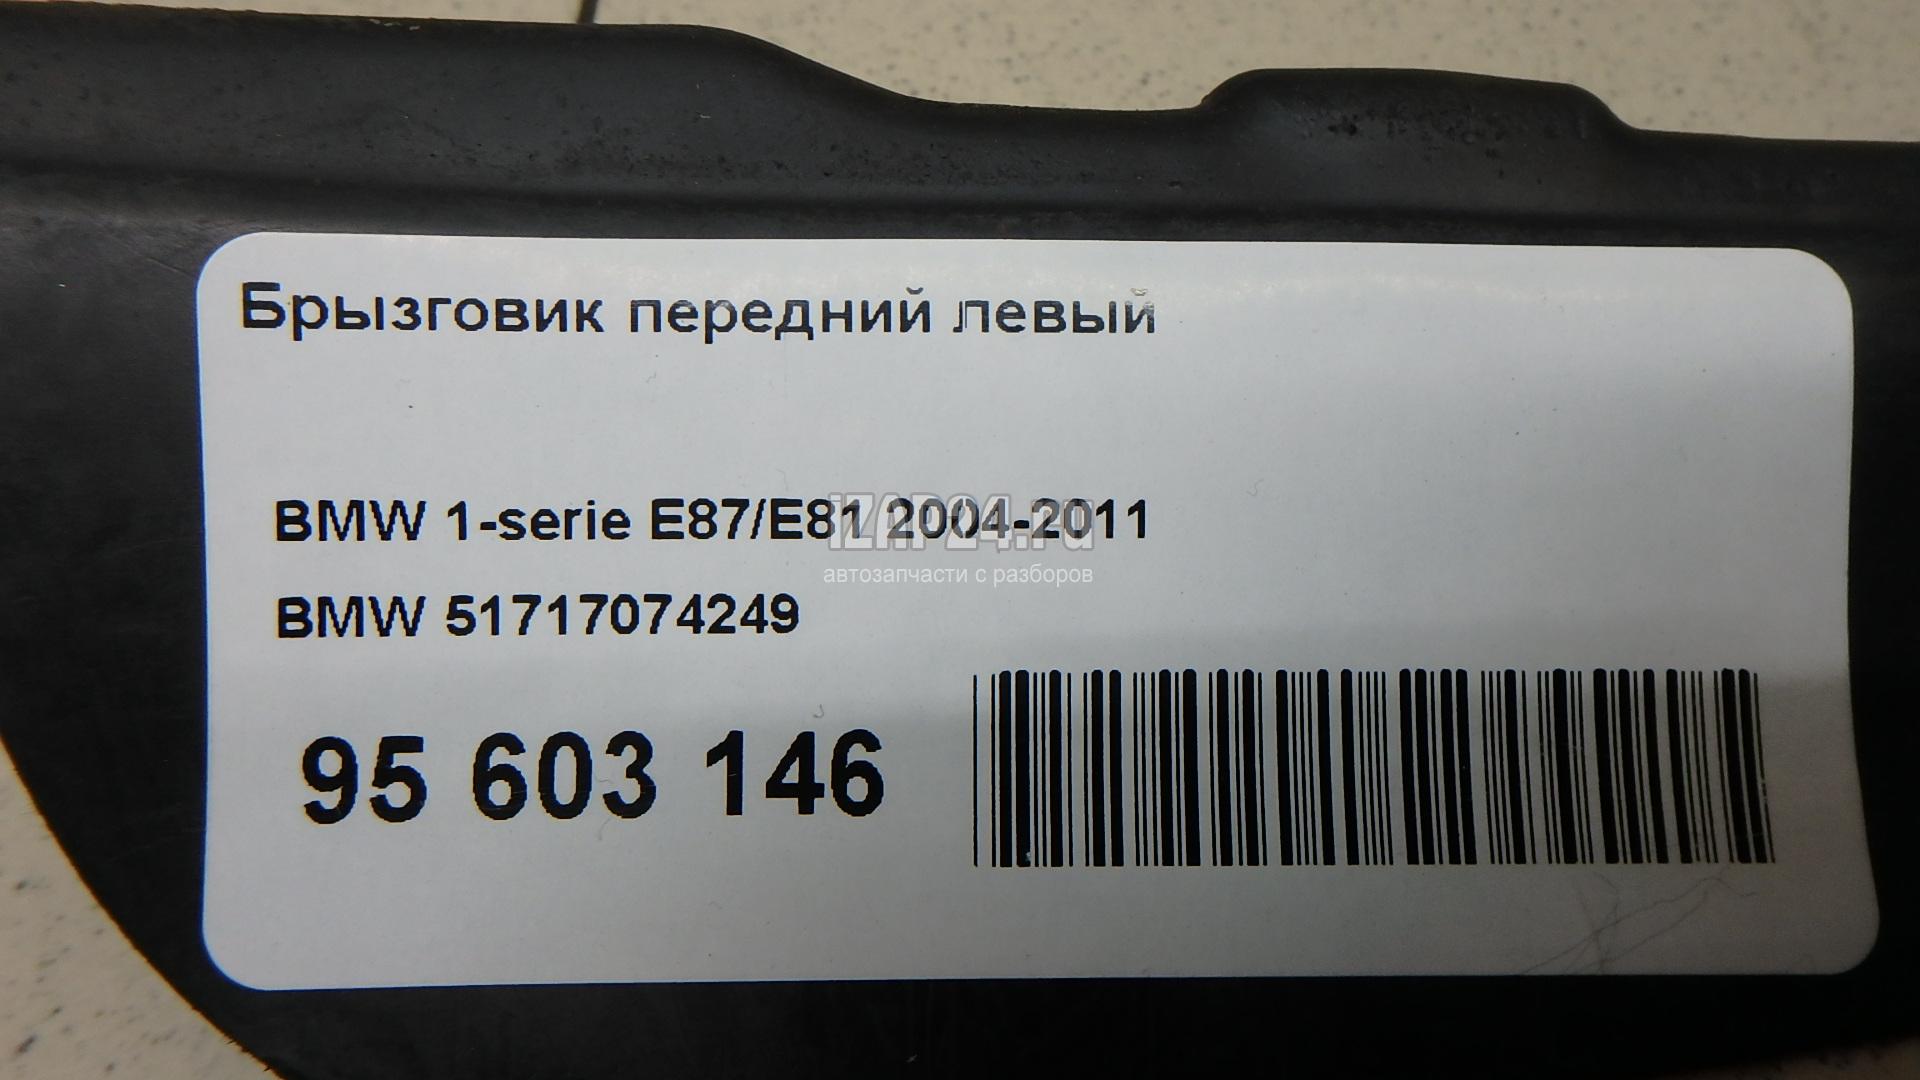 Брызговик передний левый
BMW 1-serie E87/E81 2004-2011
iZAP24.ru
автозапчасти с разборов
BMW 51717074249
95 603 146